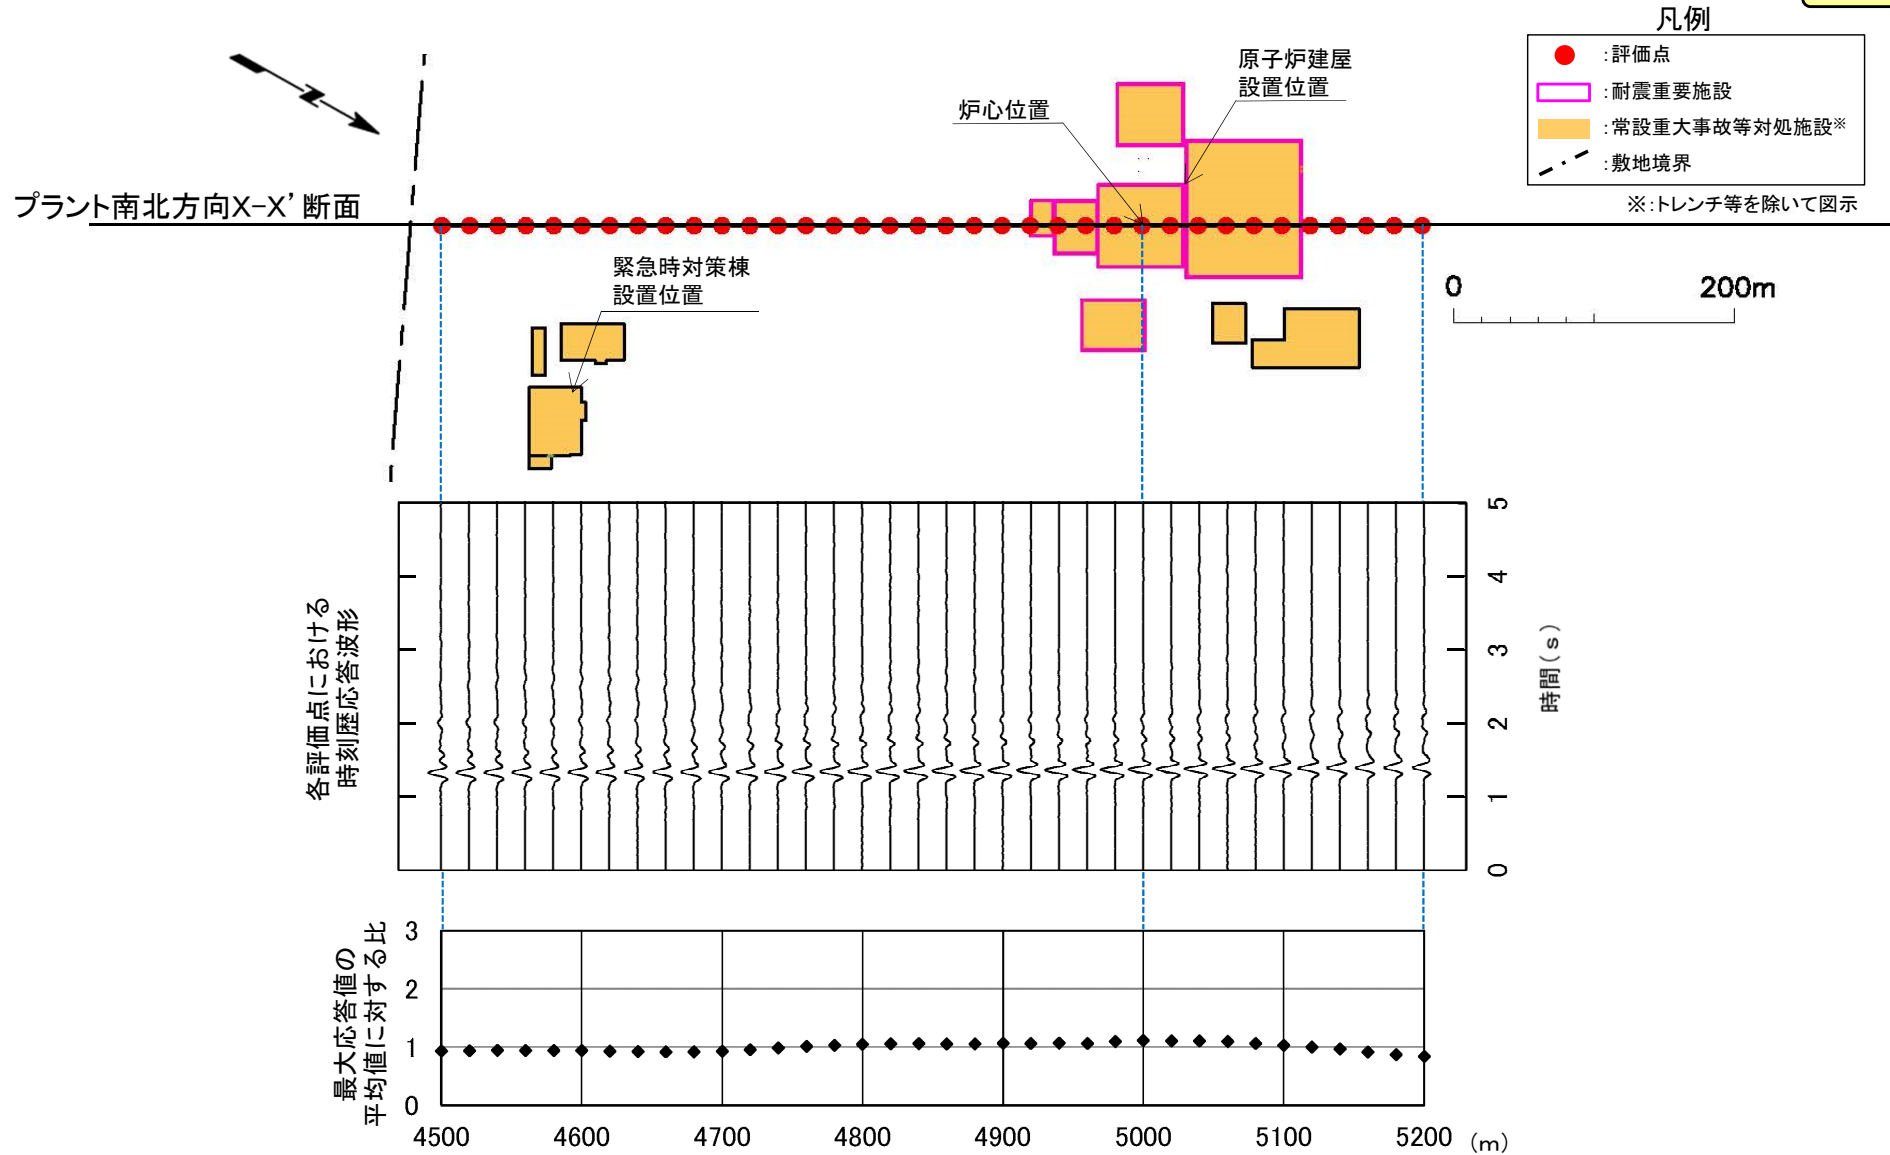 凡例
:評価点
:耐震重要施設
:常設重大事故等対処施設※
:敷地境界
※:トレンチ等を除いて図示
原子炉建屋
設置位置
炉心位置
プラント南北方向X-X’断面
緊急時対策棟
設置位置
0 200m
各評価点における
時刻歴応答波形
5
4
3
2
1
0
時間(s)
最大応答値の
平均値に対する比
3
2
1
0
4500 4600 4700 4800 4900 5000 5100 5200 (m)